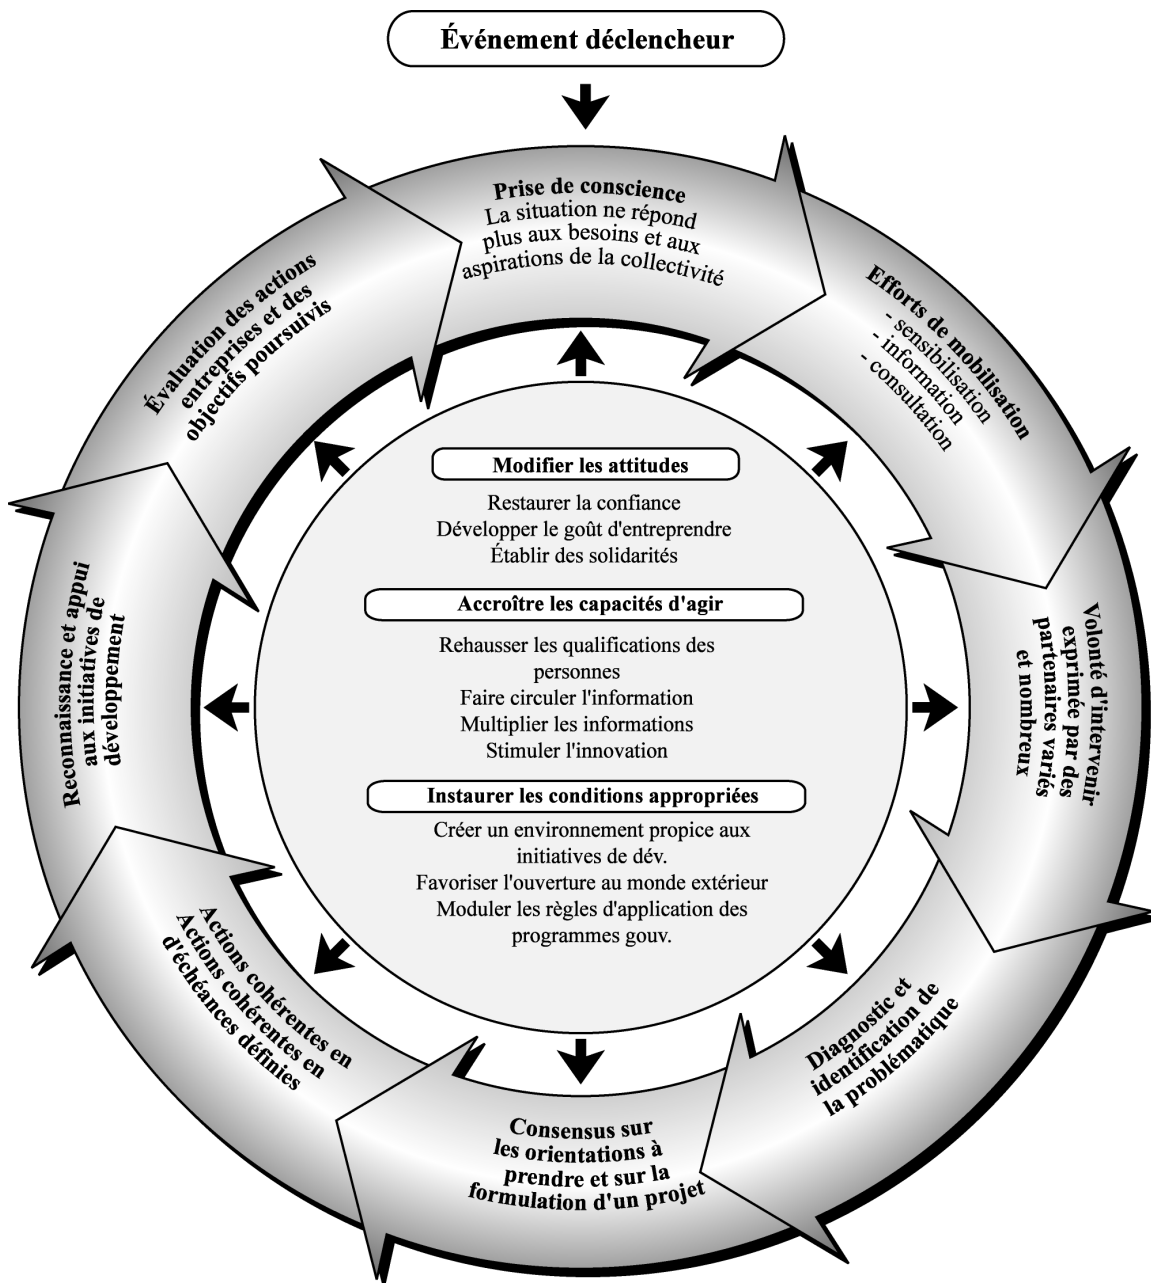 Événement déclencheur
Prise de conscience
La situation ne répond
plus aux besoins et aux
aspirations de la collectivité
Efforts de mobilisation
- sensibilisation
- information
- consultation
Volonté d'intervenir
exprimée par des
partenaires variés
et nombreux
Diagnostic et
identification de
la problématique
Consensus sur
les orientations à
prendre et sur la
formulation d'un projet
Actions cohérentes en
Actions cohérentes en
d'échéances définies
Reconnaissance et appui
aux initiatives de
développement
Évaluation des actions
entreprises et des
objectifs poursuivis
Modifier les attitudes
Restaurer la confiance
Développer le goût d'entreprendre
Établir des solidarités
Accroître les capacités d'agir
Rehausser les qualifications des
personnes
Faire circuler l'information
Multiplier les informations
Stimuler l'innovation
Instaurer les conditions appropriées
Créer un environnement propice aux
initiatives de dév.
Favoriser l'ouverture au monde extérieur
Moduler les règles d'application des
programmes gouv.